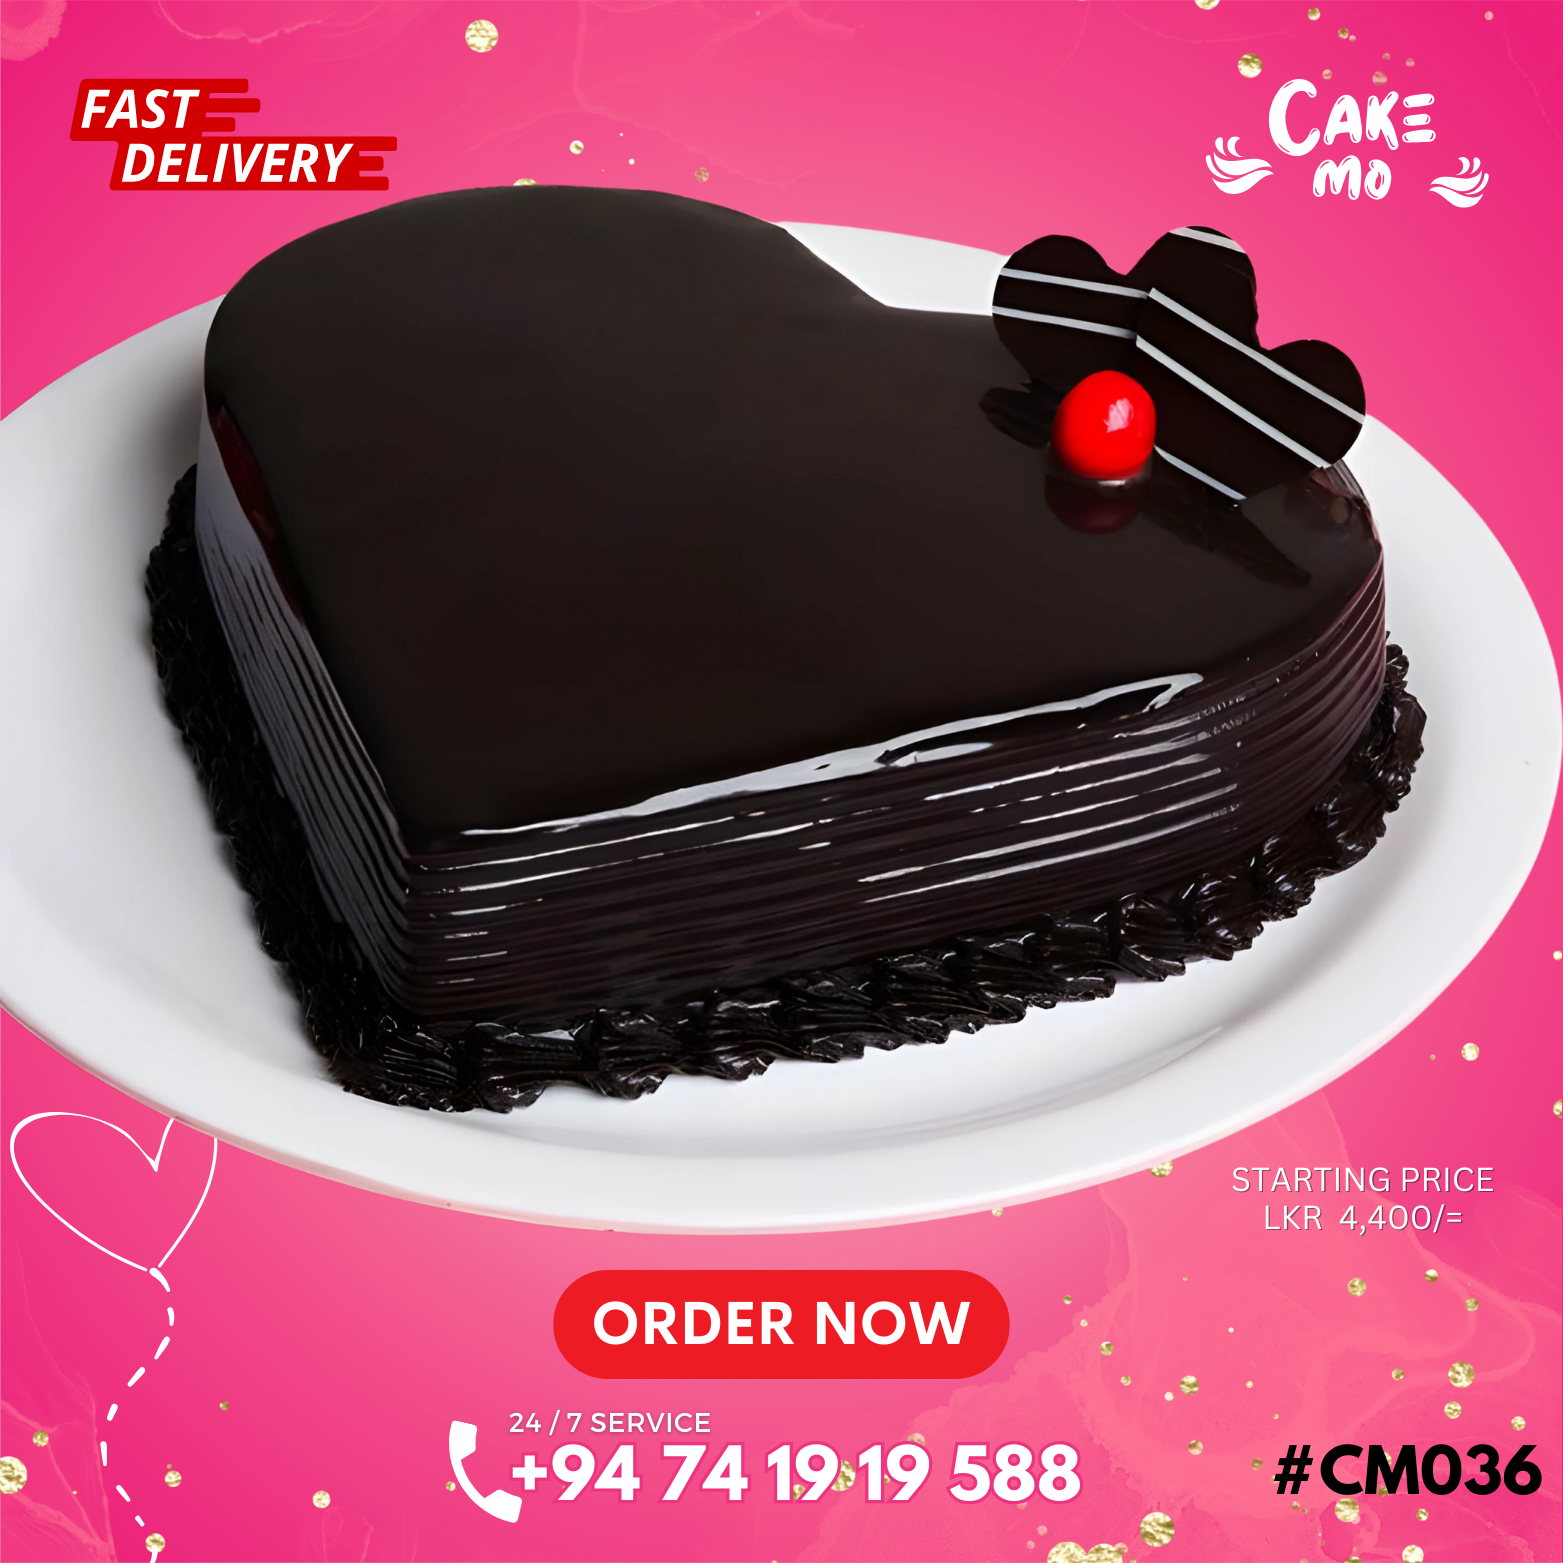 FAST
DELIVERY
CAKE
MO
STARTING PRICE
LKR 4,400/=
ORDER NOW
24 / 7 SERVICE
+94 74 19 19 588
#CM036